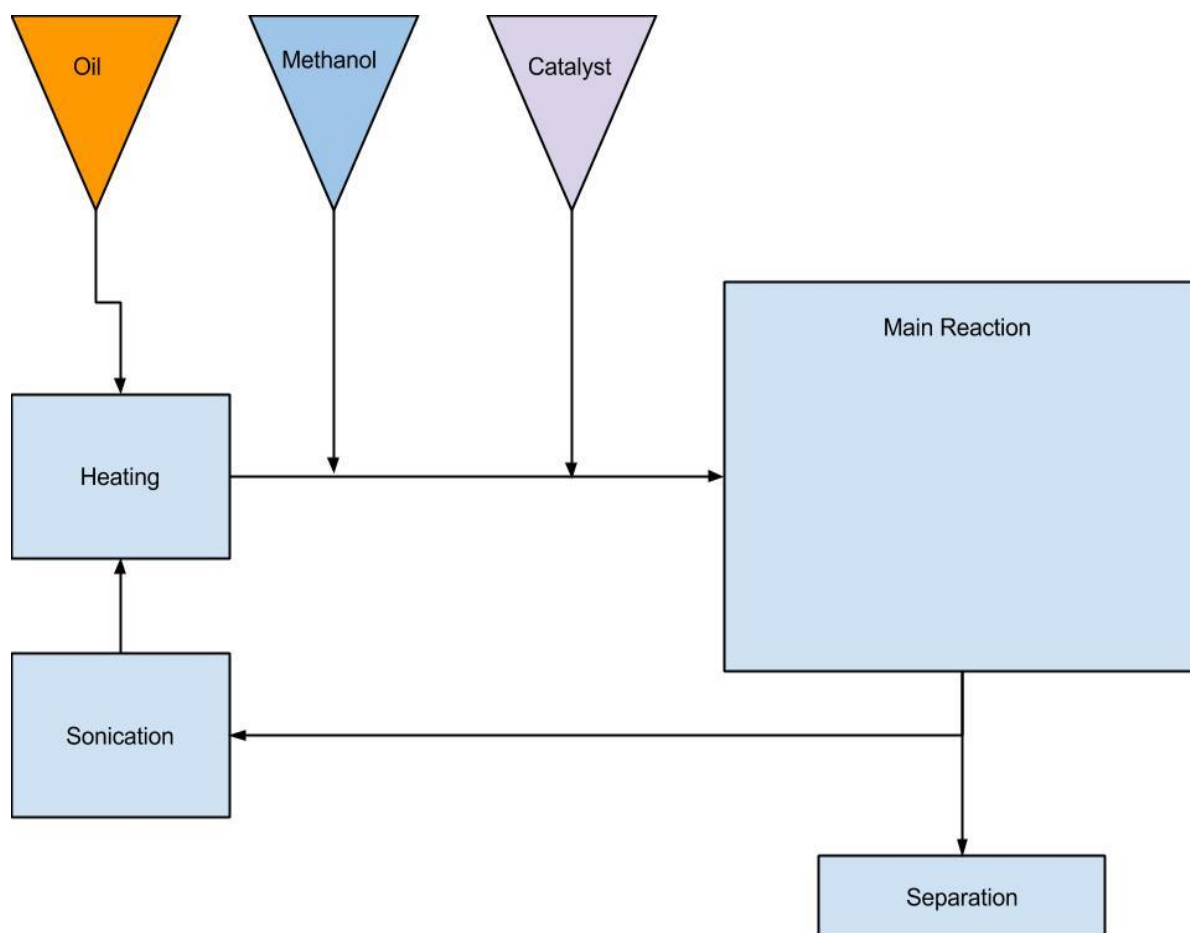 Oil
Methanol
Catalyst
Main Reaction
Heating
Sonication
Separation